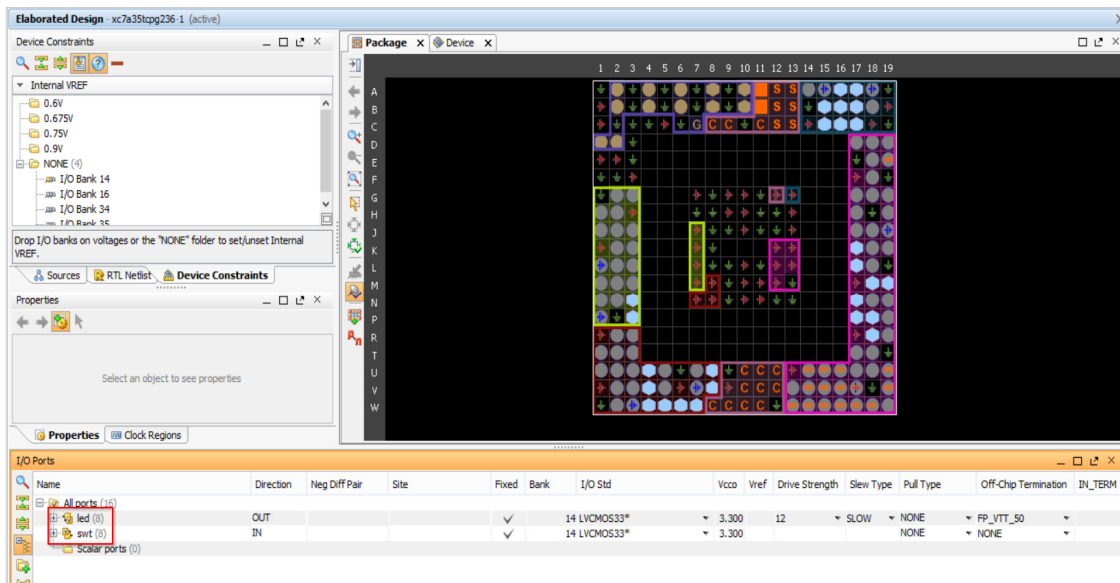 Elaborated Design - xc7a35tcpg236-1 (active)
Device Constraints
Internal VREF
0.6V
0.675V
0.75V
0.9V
NONE (4)
I/O Bank 14
I/O Bank 16
I/O Bank 34
I/O Bank 35
Drop I/O banks on voltages or the "NONE" folder to set/unset Internal
VREF.
Sources RTL Netlist Device Constraints
Properties
Select an object to see properties
Properties Clock Regions
Package Device
1 2 3 4 5 6 7 8 9 10 11 12 13 14 15 16 17 18 19
A S S
B S S
C G C C C S S
D
E
F
G
H
J
K
L
M
N
P
R
T
U C C C
V C C C
W C C C C
I/O Ports
Name Direction Neg Diff Pair Site Fixed Bank I/O Std Vcco Vref Drive Strength Slew Type Pull Type Off-Chip Termination IN_TERM
All ports (16)
led (8) OUT 14 LVCMOS33* 3.300 12 SLOW NONE FP_VTT_50
swt (8) IN 14 LVCMOS33* 3.300 NONE NONE
Scalar ports (0)